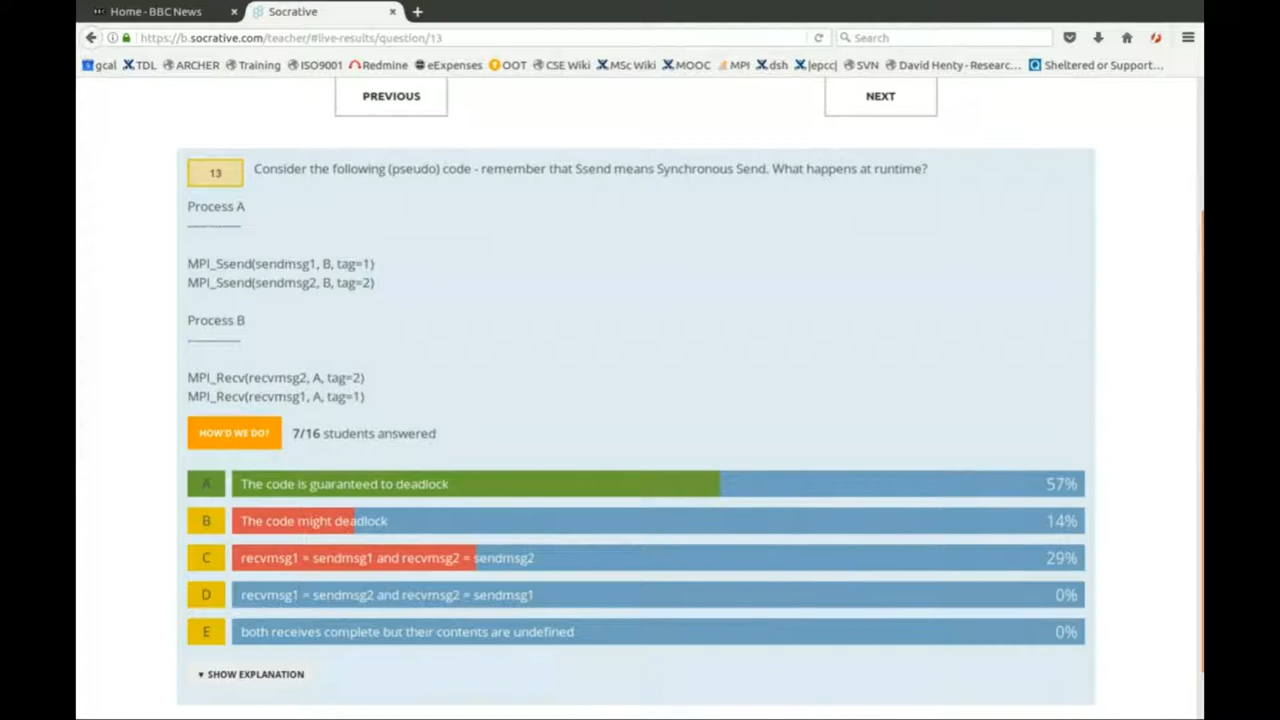 Home - BBC News
Socrative
https://b.socrative.com/teacher/#live-results/question/13
Search
gcal TDL ARCHER Training ISO9001 Redmine eExpenses OOT CSE Wiki MSc Wiki MOOC MPI dsh |epcc| SVN David Henty - Researc... Sheltered or Support...
PREVIOUS
NEXT
13
Consider the following (pseudo) code - remember that Ssend means Synchronous Send. What happens at runtime?
Process A
----------------
MPI_Ssend(sendmsg1, B, tag=1)
MPI_Ssend(sendmsg2, B, tag=2)
Process B
----------------
MPI_Recv(recvmsg2, A, tag=2)
MPI_Recv(recvmsg1, A, tag=1)
HOW'D WE DO? 7/16 students answered
A The code is guaranteed to deadlock 57%
B The code might deadlock 14%
C recvmsg1 = sendmsg1 and recvmsg2 = sendmsg2 29%
D recvmsg1 = sendmsg2 and recvmsg2 = sendmsg1 0%
E both receives complete but their contents are undefined 0%
▼ SHOW EXPLANATION